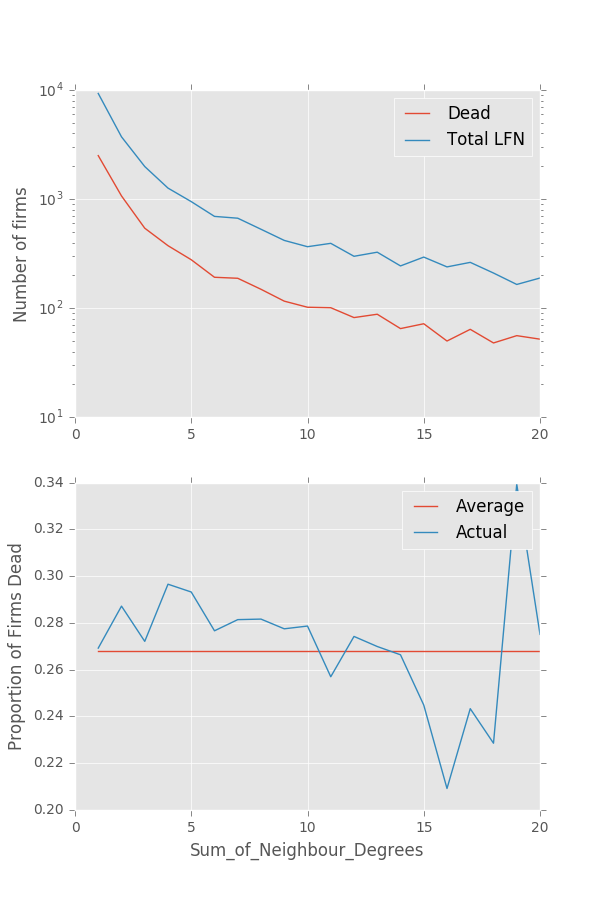 10^4
10^3
10^2
10^1
Number of firms
Dead
Total LFN
0 5 10 15 20
0.34
0.32
0.30
0.28
0.26
0.24
0.22
0.20
Proportion of Firms Dead
Average
Actual
0 5 10 15 20
Sum_of_Neighbour_Degrees